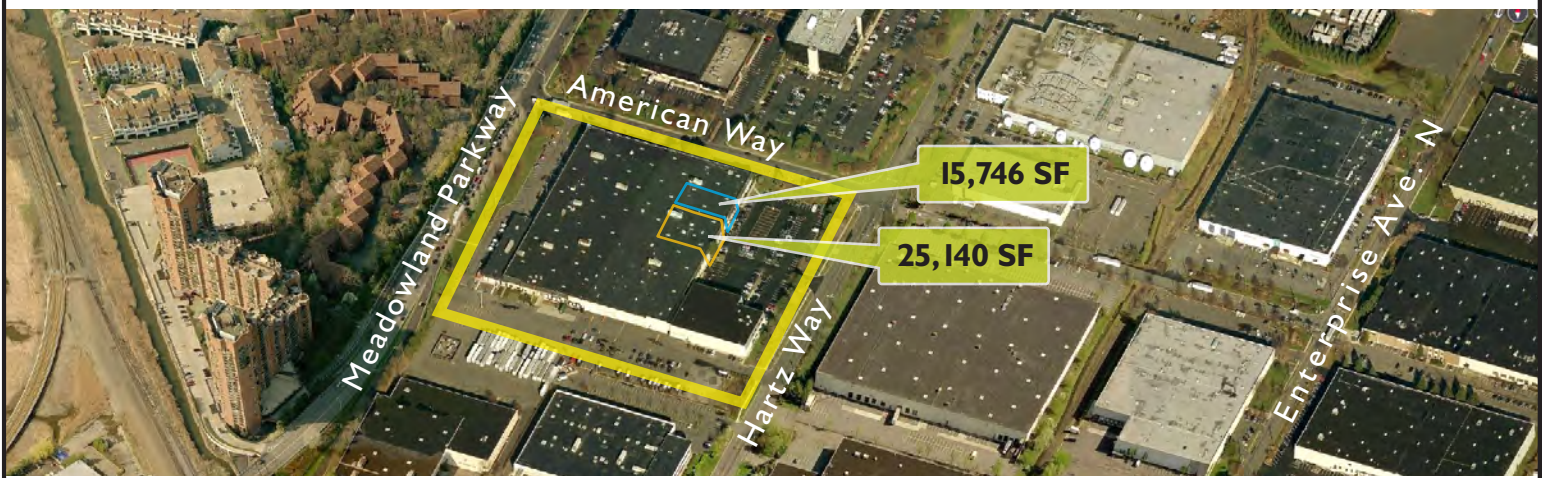 American Way
Meadowland Parkway
15,746 SF
25,140 SF
Hartz Way
Enterprise Ave. N